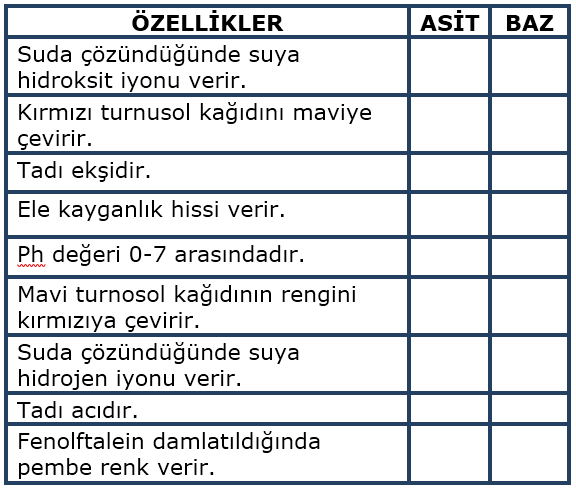 ÖZELLİKLER ASİT BAZ
Suda çözündüğünde suya
hidroksit iyonu verir.
Kırmızı turnusol kağıdını maviye
çevirir.
Tadı ekşidir.
Ele kayganlık hissi verir.
Ph değeri 0-7 arasındadır.
Mavi turnosol kağıdının rengini
kırmızıya çevirir.
Suda çözündüğünde suya
hidrojen iyonu verir.
Tadı acıdır.
Fenolftalein damlatıldığında
pembe renk verir.